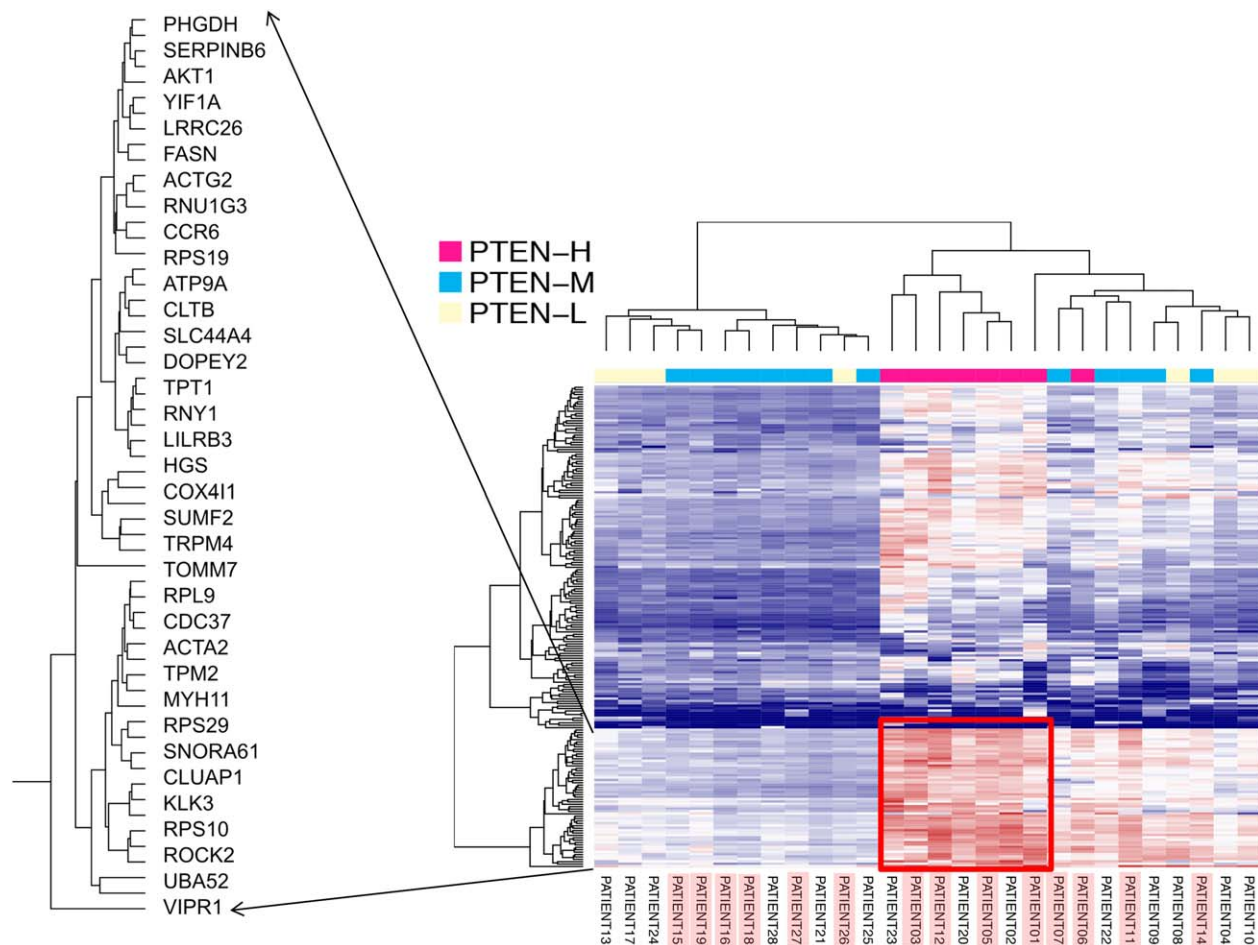 PHGDH
SERPINB6
AKT1
YIF1A
LRRC26
FASN
ACTG2
RNU1G3
CCR6
RPS19
ATP9A
CLTB
SLC44A4
DOPEY2
TPT1
RNY1
LILRB3
HGS
COX4I1
SUMF2
TRPM4
TOMM7
RPL9
CDC37
ACTA2
TPM2
MYH11
RPS29
SNORA61
CLUAP1
KLK3
RPS10
ROCK2
UBA52
VIPR1
PTEN-H
PTEN-M
PTEN-L
PATIENT13
PATIENT17
PATIENT24
PATIENT15
PATIENT19
PATIENT16
PATIENT18
PATIENT28
PATIENT27
PATIENT21
PATIENT26
PATIENT25
PATIENT23
PATIENT03
PATIENT12
PATIENT20
PATIENT05
PATIENT02
PATIENT01
PATIENT07
PATIENT06
PATIENT22
PATIENT11
PATIENT09
PATIENT08
PATIENT14
PATIENT04
PATIENT10